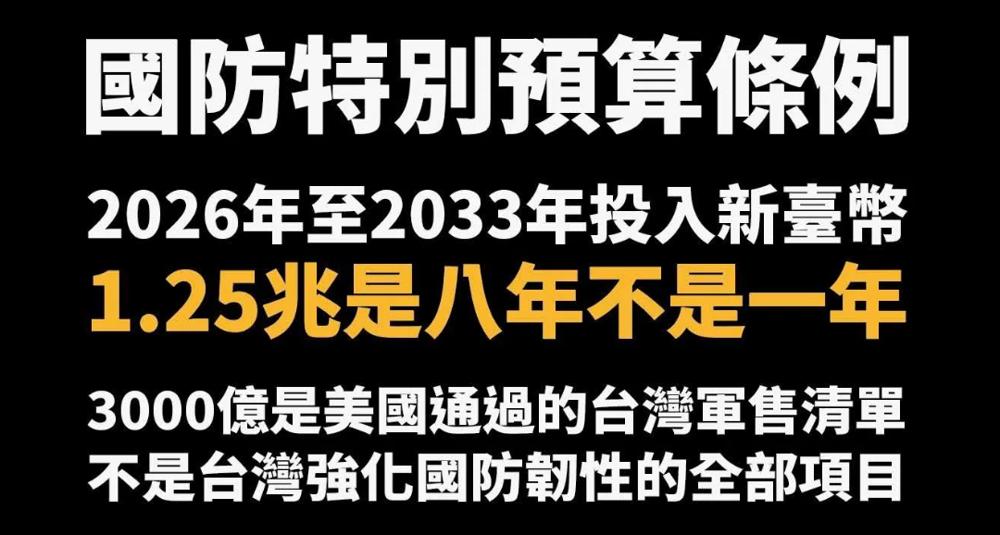 國防特別預算條例
2026年至2033年投入新臺幣
1.25兆是八年不是一年
3000億是美國通過的台灣軍售清單
不是台灣強化國防韌性的全部項目